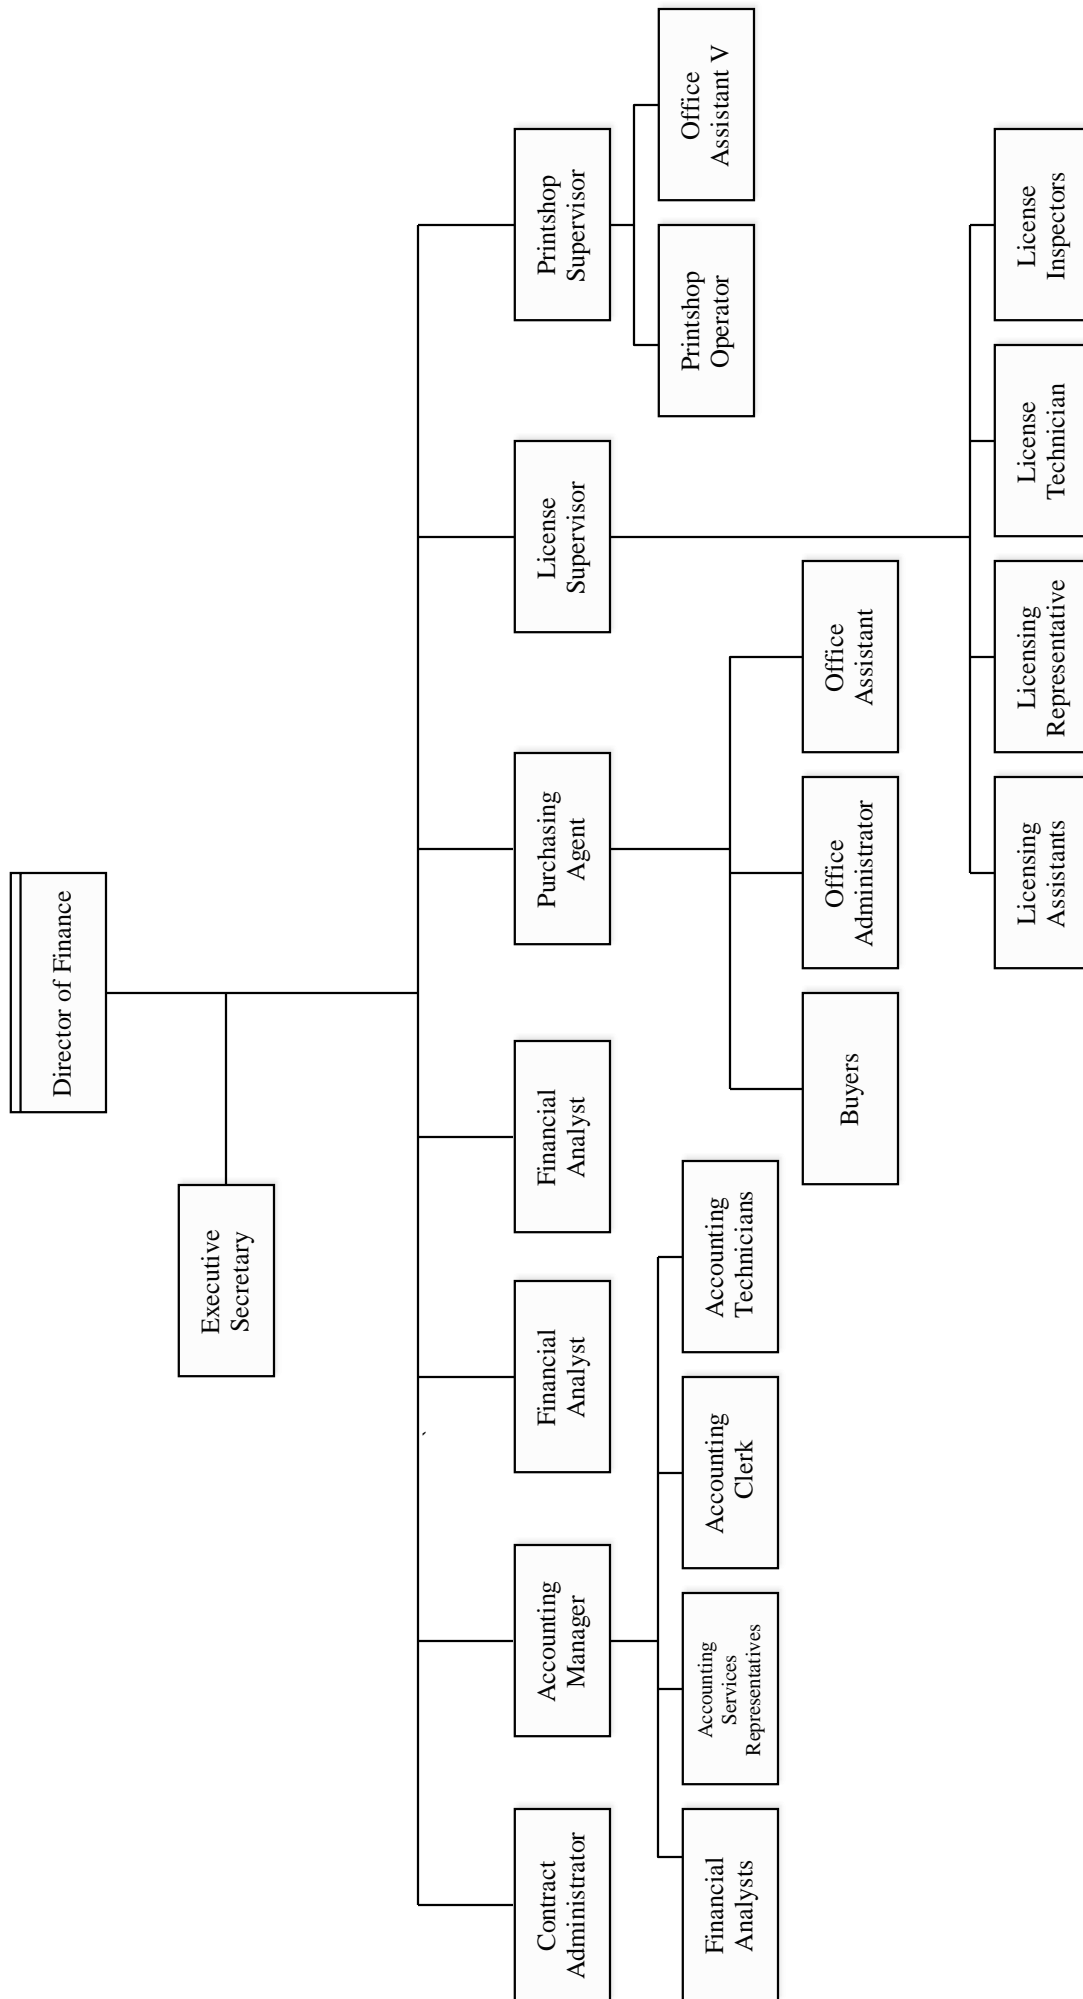 Director of Finance
Executive
Secretary
Contract
Administrator
Accounting
Manager
Financial
Analyst
Financial
Analyst
Purchasing
Agent
License
Supervisor
Printshop
Supervisor
Financial
Analysts
Accounting
Services
Representatives
Accounting
Clerk
Accounting
Technicians
Buyers
Office
Administrator
Office
Assistant
Printshop
Operator
Office
Assistant V
Licensing
Assistants
Licensing
Representative
License
Technician
License
Inspectors